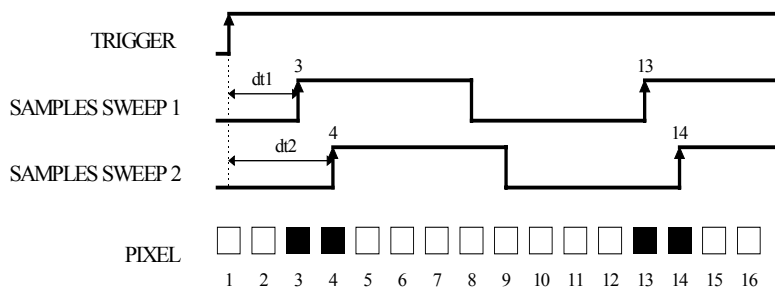 TRIGGER
dt1
3
13
SAMPLES SWEEP 1
dt2
4
14
SAMPLES SWEEP 2
PIXEL
1 2 3 4 5 6 7 8 9 10 11 12 13 14 15 16